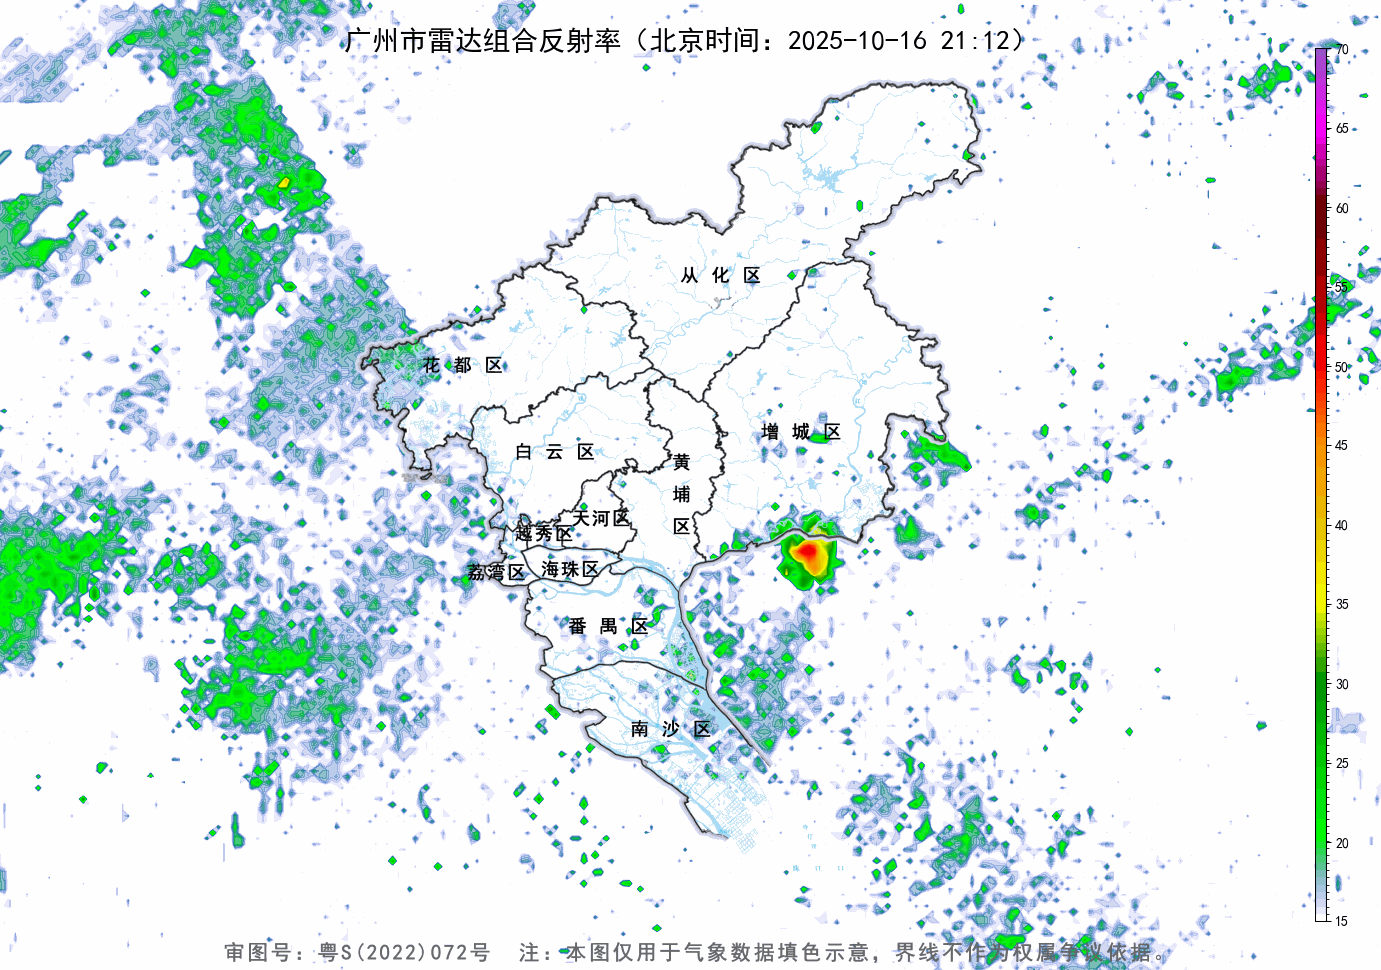 广州市雷达组合反射率（北京时间：2025-10-16 21:12）
70
65
60
55
50
45
40
35
30
25
20
15
从化区
花都区
增城区
白云区
黄埔区
天河区
越秀区
海珠区
荔湾区
番禺区
南沙区
审图号：粤S(2022)072号 注：本图仅用于气象数据填色示意，界线不作为权属争议依据。